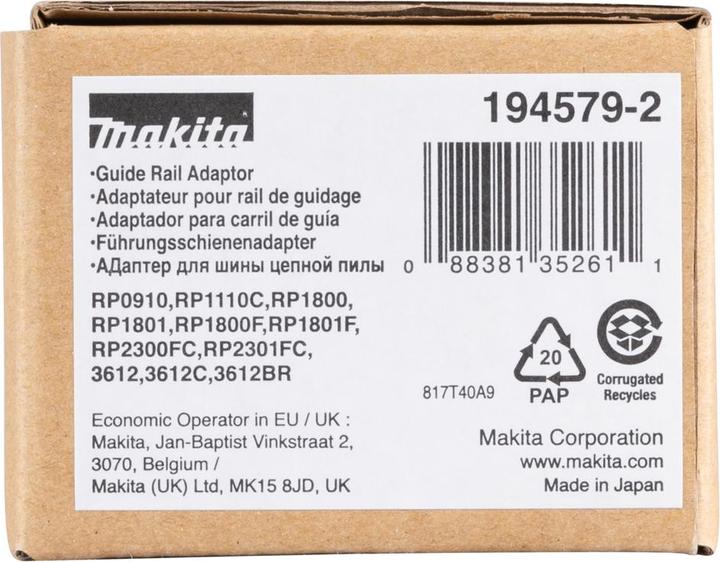 makita
194579-2
•Guide Rail Adaptor
•Adaptateur pour rail de guidage
•Adaptador para carril de guía
•Führungsschienenadapter
•АДаптер для шины цепной пилы
0 88381 35261 1
RP0910,RP1110C,RP1800,
RP1801,RP1800F,RP1801F,
RP2300FC,RP2301FC,
3612,3612C,3612BR
817T40A9
20
PAP
Corrugated
Recycles
Economic Operator in EU / UK :
Makita, Jan-Baptist Vinkstraat 2,
3070, Belgium /
Makita (UK) Ltd, MK15 8JD, UK
Makita Corporation
www.makita.com
Made in Japan